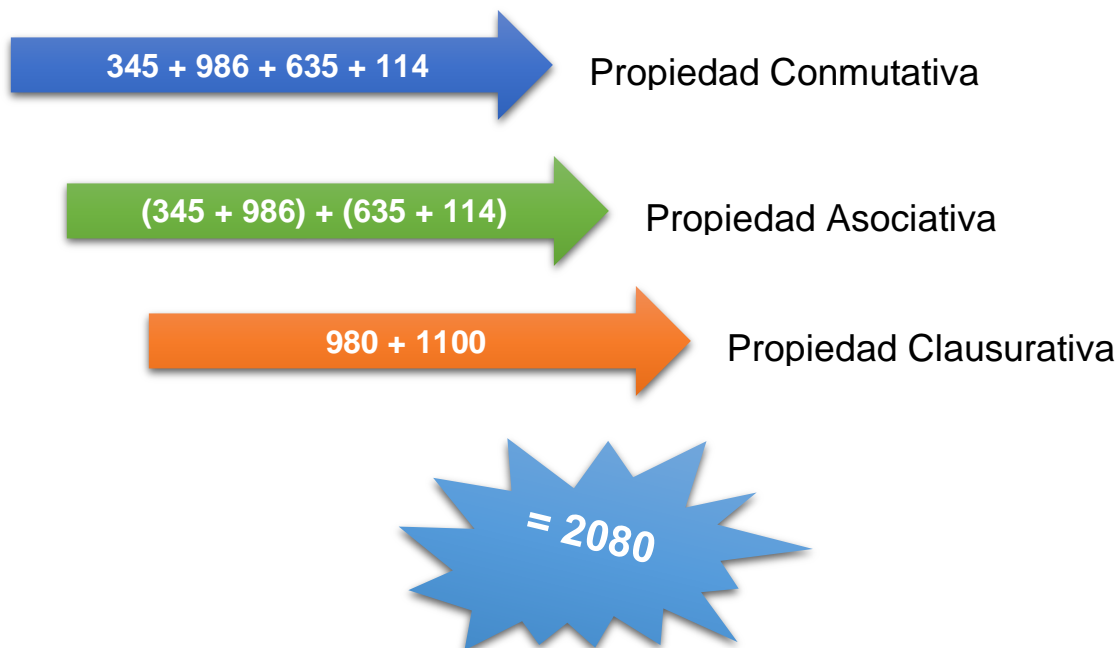 345 + 986 + 635 + 114
Propiedad Conmutativa
(345 + 986) + (635 + 114)
Propiedad Asociativa
980 + 1100
Propiedad Clausurativa
= 2080